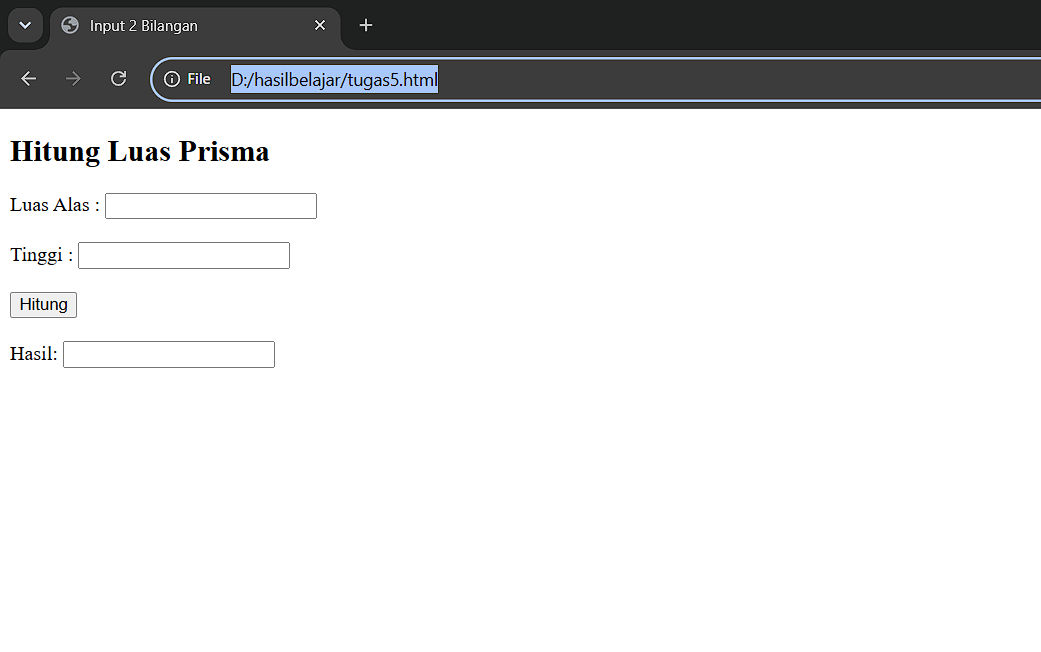 Input 2 Bilangan
File D:/hasilbelajar/tugas5.html
Hitung Luas Prisma
Luas Alas :
Tinggi :
Hitung
Hasil: